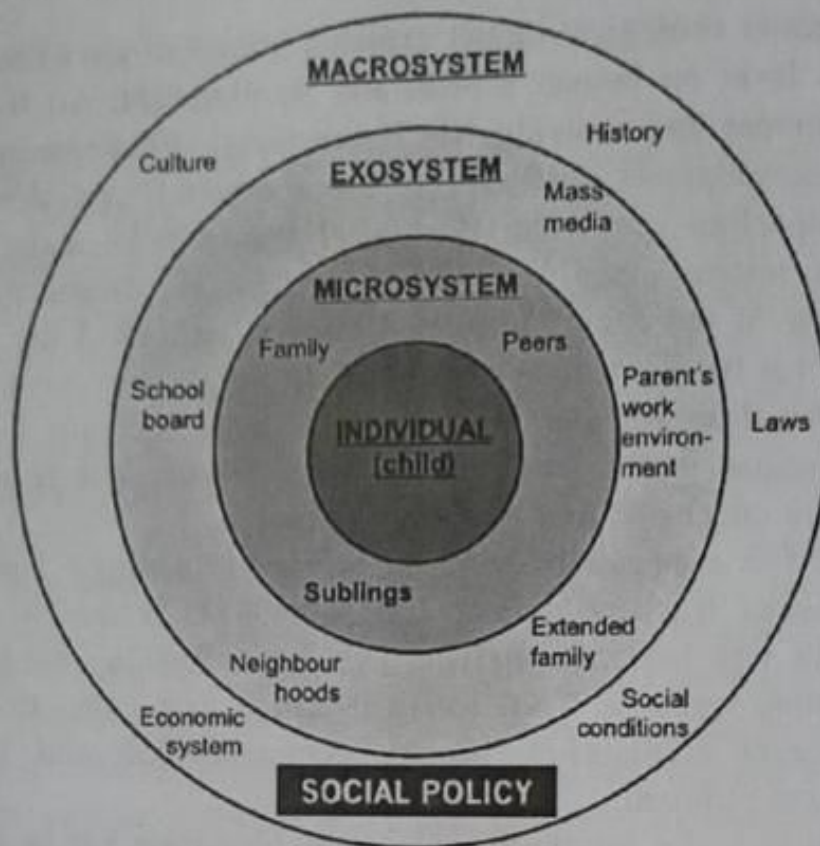 MACROSYSTEM
Culture
History
EXOSYSTEM
Mass
media
MICROSYSTEM
Family
Peers
School
board
Parent's
work
environ-
ment
Laws
INDIVIDUAL
(child)
Sublings
Extended
family
Neighbour
hoods
Economic
system
Social
conditions
SOCIAL POLICY